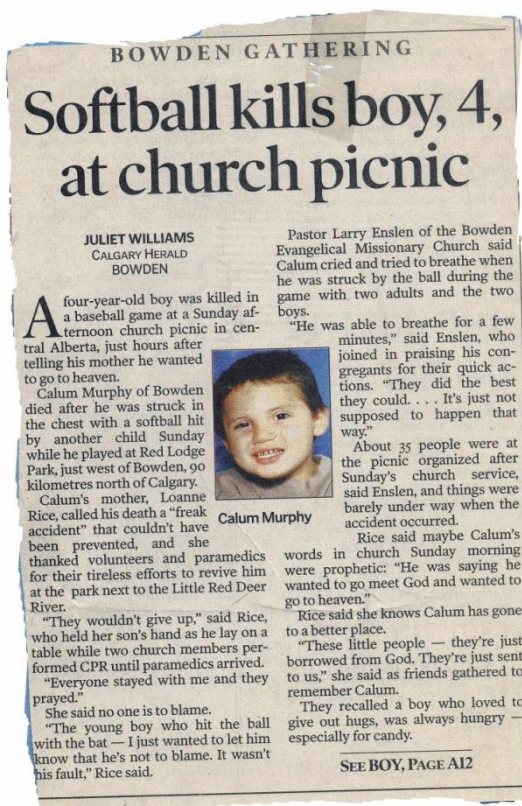 BOWDEN GATHERING
Softball kills boy, 4,
at church picnic
JULIET WILLIAMS
CALGARY HERALD
BOWDEN
A four-year-old boy was killed in
a baseball game at a Sunday af-
ternoon church picnic in cen-
tral Alberta, just hours after
telling his mother he wanted
to go to heaven.
Calum Murphy of Bowden
died after he was struck in
the chest with a softball hit
by another child Sunday
while he played at Red Lodge
Park, just west of Bowden, 90
kilometres north of Calgary.
Calum's mother, Loanne
Rice, called his death a "freak
accident" that couldn't have
been prevented, and she
thanked volunteers and paramedics
for their tireless efforts to revive him
at the park next to the Little Red Deer
River.
"They wouldn't give up," said Rice,
who held her son's hand as he lay on a
table while two church members per-
formed CPR until paramedics arrived.
"Everyone stayed with me and they
prayed."
She said no one is to blame.
"The young boy who hit the ball
with the bat — I just wanted to let him
know that he's not to blame. It wasn't
his fault," Rice said.
Calum Murphy
Pastor Larry Enslen of the Bowden
Evangelical Missionary Church said
Calum cried and tried to breathe when
he was struck by the ball during the
game with two adults and the two
boys.
"He was able to breathe for a few
minutes," said Enslen, who
joined in praising his con-
gregants for their quick ac-
tions. "They did the best
they could. . . . It's just not
supposed to happen that
way."
About 35 people were at
the picnic organized after
Sunday's church service,
said Enslen, and things were
barely under way when the
accident occurred.
Rice said maybe Calum's
words in church Sunday morning
were prophetic: "He was saying he
wanted to go meet God and wanted to
go to heaven."
Rice said she knows Calum has gone
to a better place.
"These little people — they're just
borrowed from God. They're just sent
to us," she said as friends gathered to
remember Calum.
They recalled a boy who loved to
give out hugs, was always hungry —
especially for candy.
SEE BOY, PAGE A12